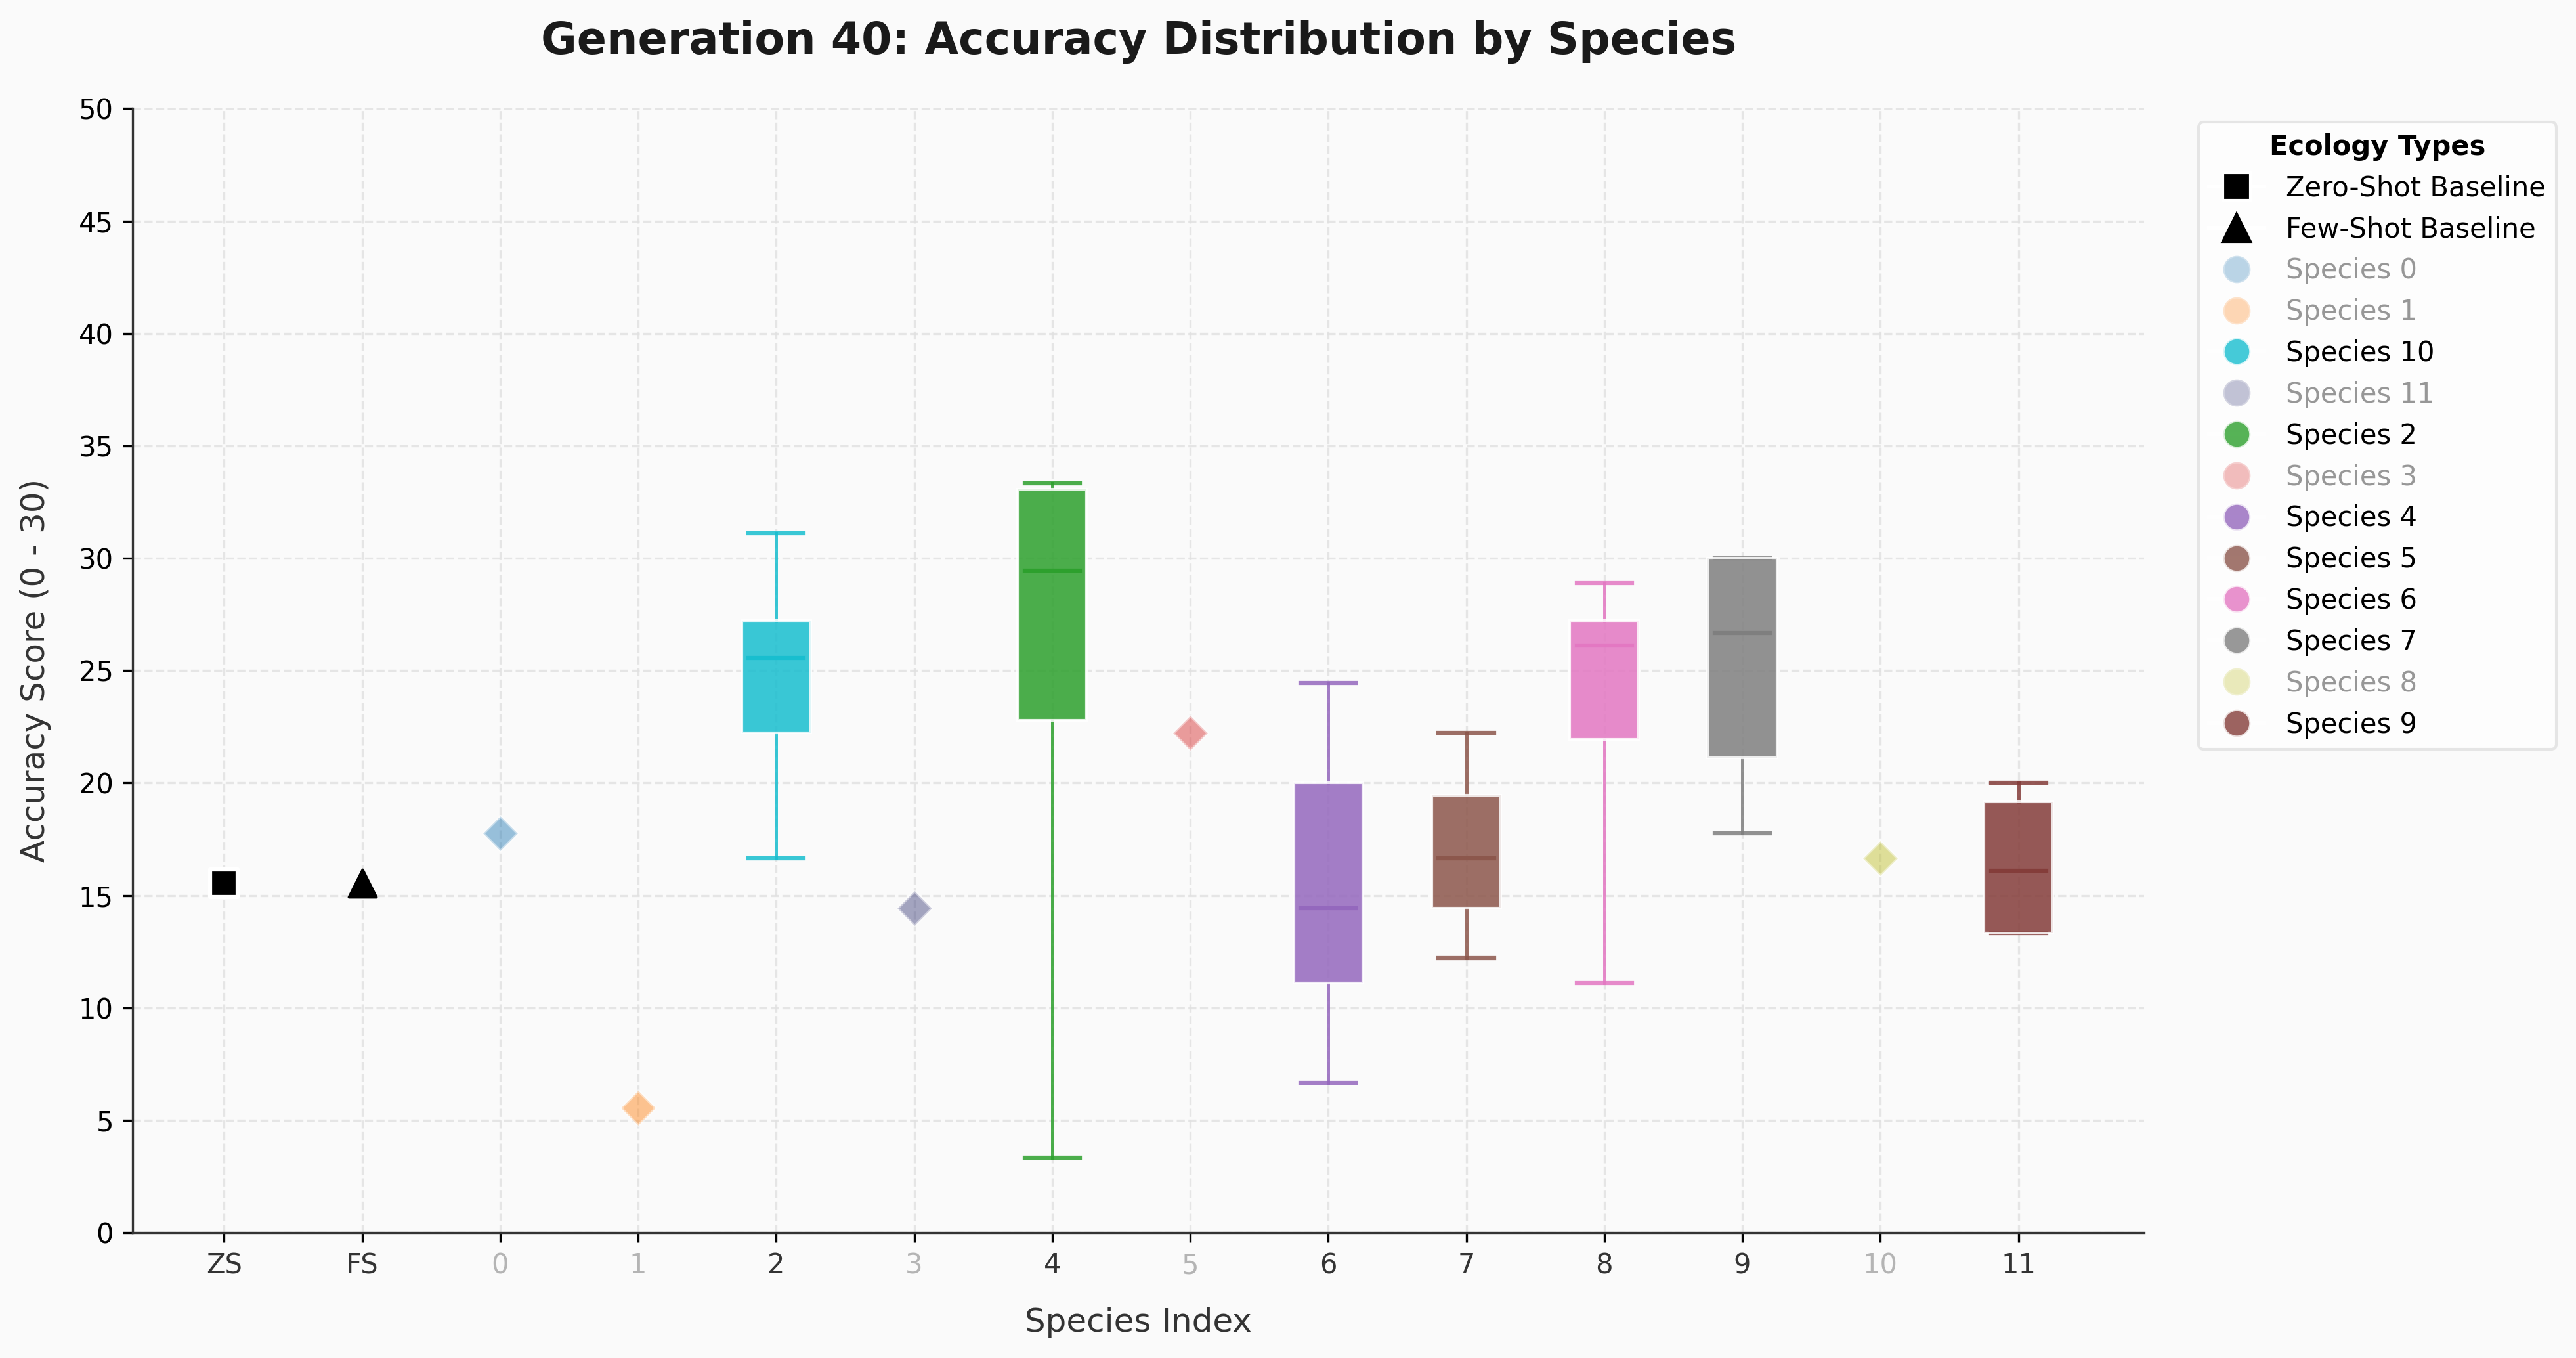 Generation 40: Accuracy Distribution by Species
50
45
40
35
30
25
20
15
10
5
0
Accuracy Score (0 - 30)
ZS FS 0 1 2 3 4 5 6 7 8 9 10 11
Species Index
Ecology Types
Zero-Shot Baseline
Few-Shot Baseline
Species 0
Species 1
Species 10
Species 11
Species 2
Species 3
Species 4
Species 5
Species 6
Species 7
Species 8
Species 9